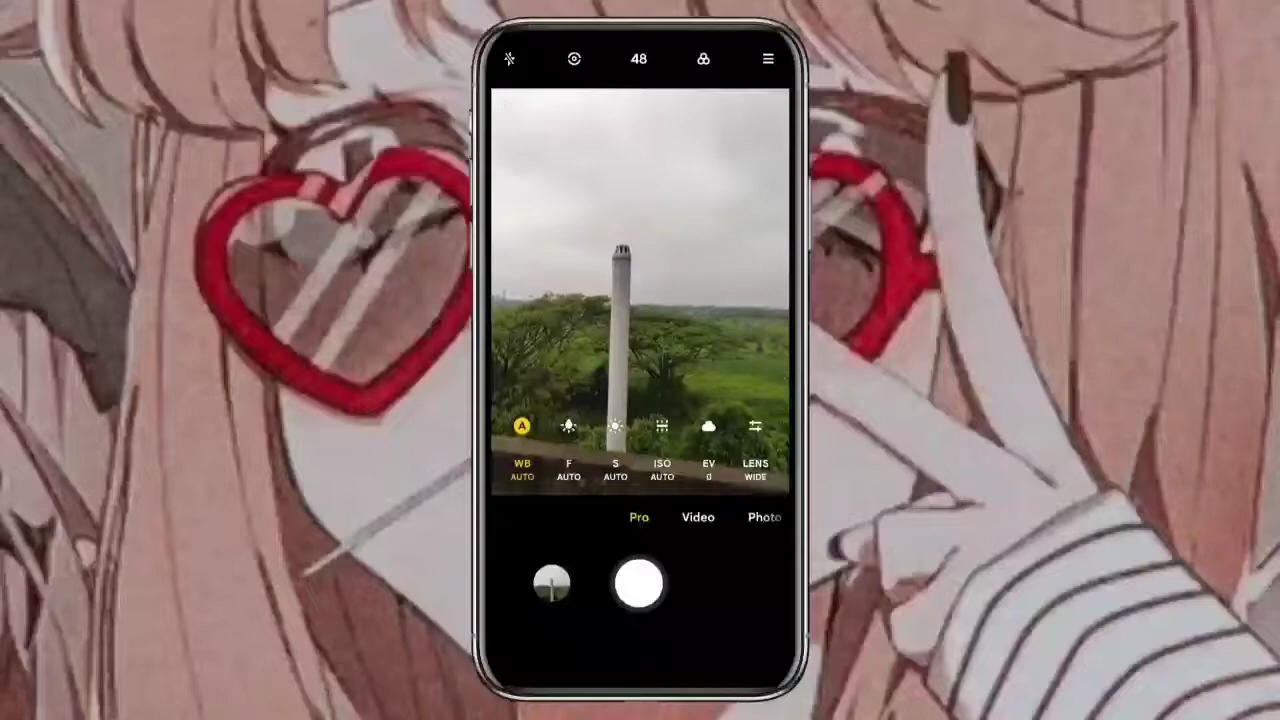 48
A
WB F S ISO EV LENS
AUTO AUTO AUTO AUTO 0 WIDE
Pro Video Photo